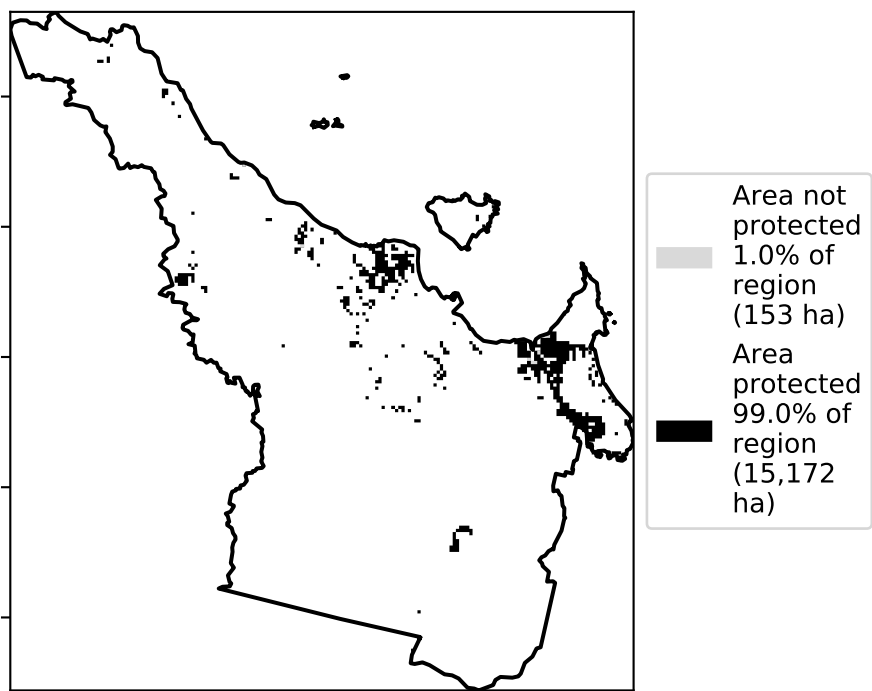 Area not
protected
1.0% of
region
(153 ha)
Area
protected
99.0% of
region
(15,172
ha)